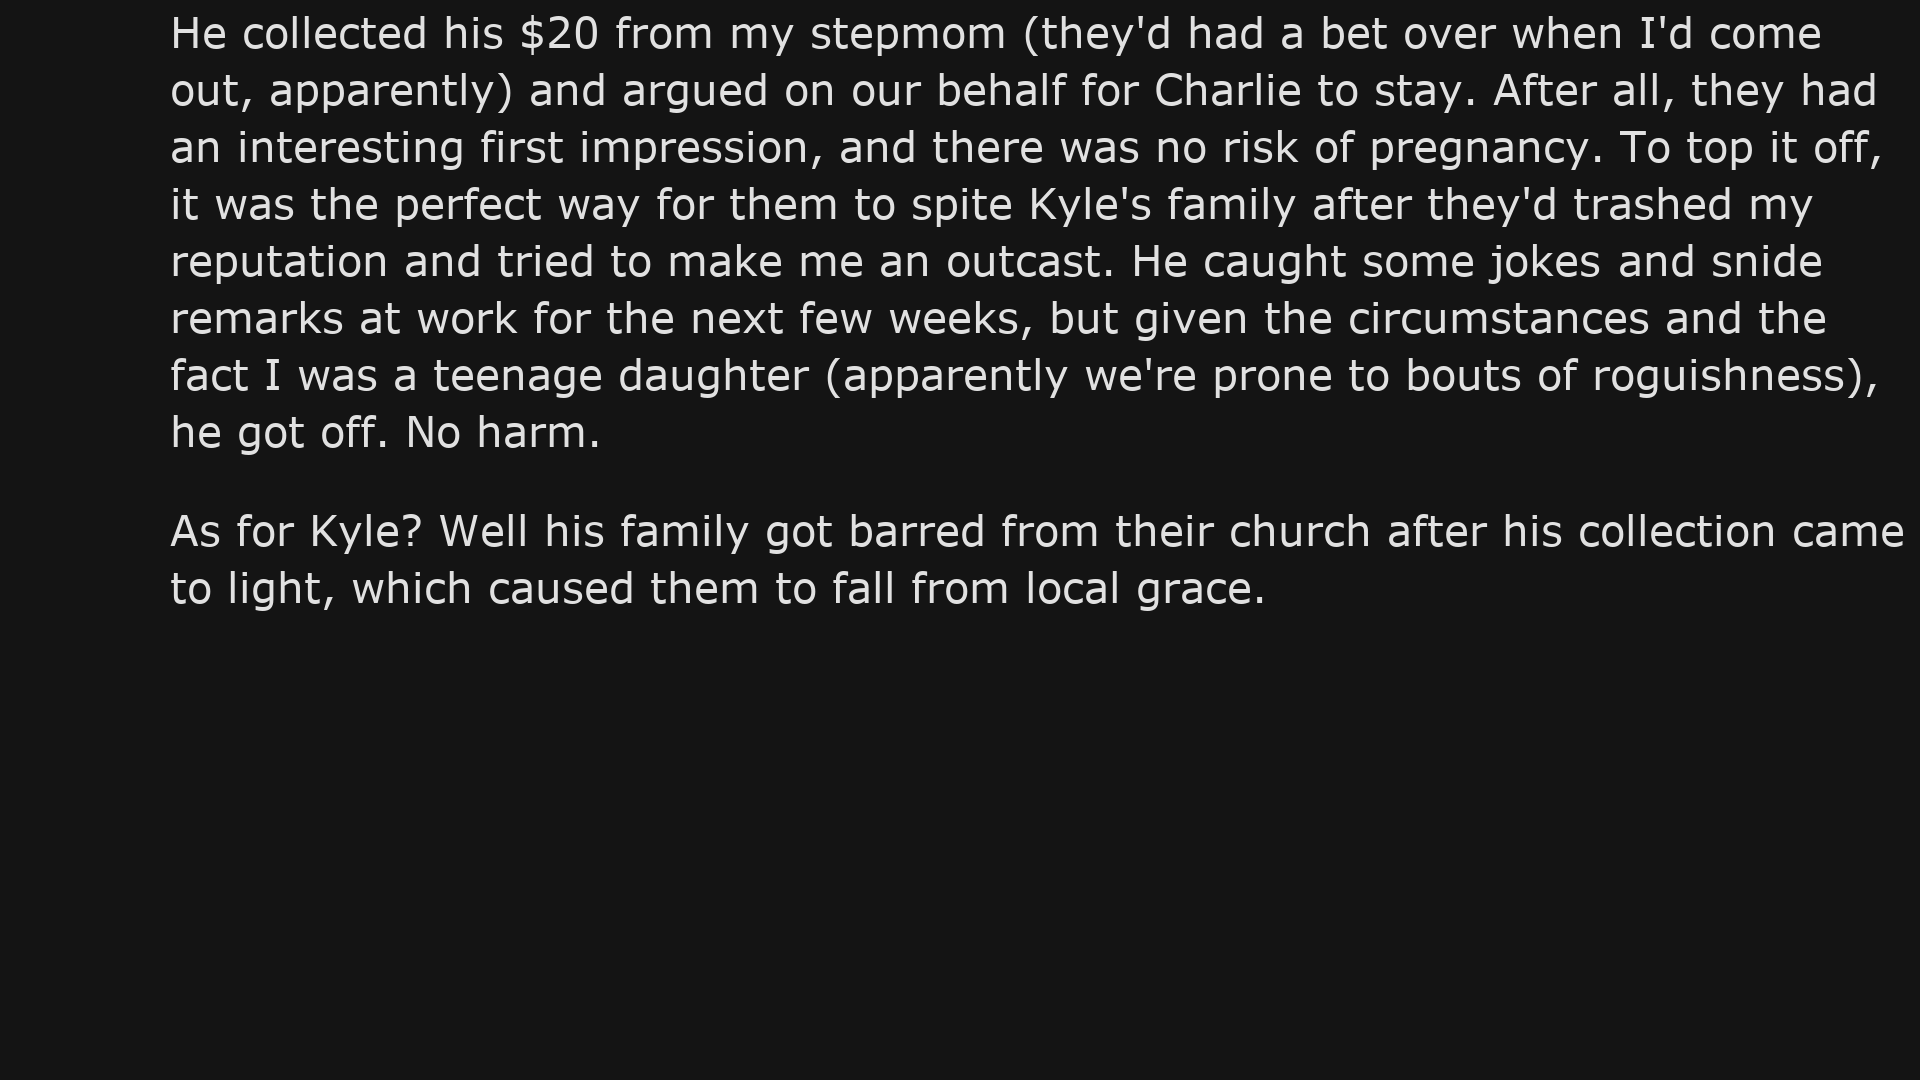 He collected his $20 from my stepmom (they'd had a bet over when I'd come
out, apparently) and argued on our behalf for Charlie to stay. After all, they had
an interesting first impression, and there was no risk of pregnancy. To top it off,
it was the perfect way for them to spite Kyle's family after they'd trashed my
reputation and tried to make me an outcast. He caught some jokes and snide
remarks at work for the next few weeks, but given the circumstances and the
fact I was a teenage daughter (apparently we're prone to bouts of roguishness),
he got off. No harm.
As for Kyle? Well his family got barred from their church after his collection came
to light, which caused them to fall from local grace.